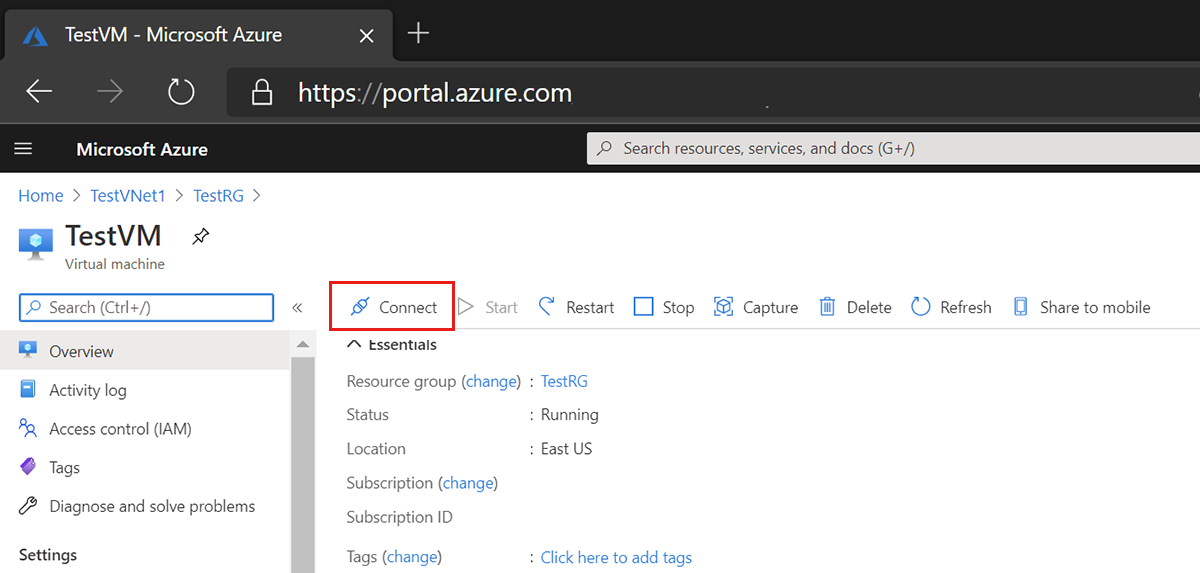 TestVM - Microsoft Azure
https://portal.azure.com
Microsoft Azure
Search resources, services, and docs (G+/)
Home > TestVNet1 > TestRG >
TestVM
Virtual machine
Search (Ctrl+/)
«
Connect Start Restart Stop Capture Delete Refresh Share to mobile
Overview
Activity log
Access control (IAM)
Tags
Diagnose and solve problems
Settings
Essentials
Resource group (change) : TestRG
Status : Running
Location : East US
Subscription (change)
Subscription ID
Tags (change) : Click here to add tags